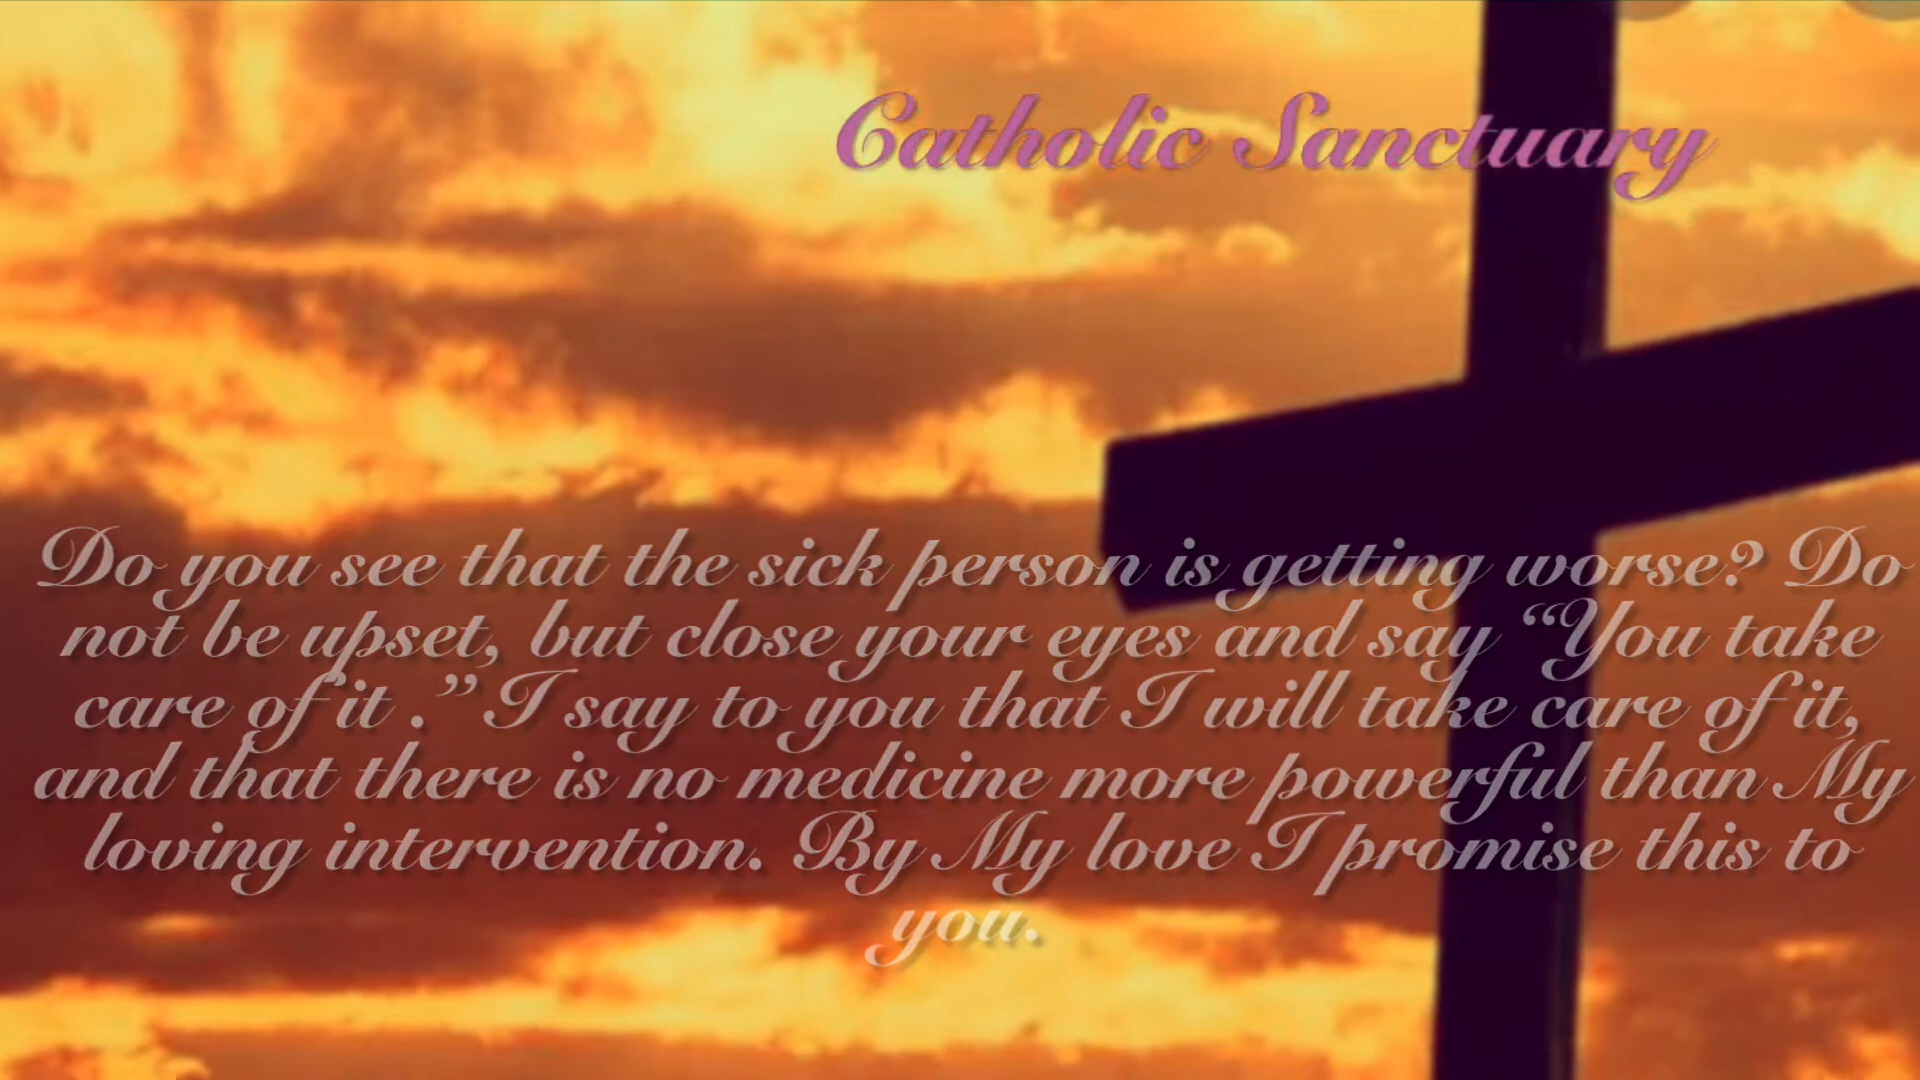 Catholic Sanctuary
Do you see that the sick person is getting worse? Do
not be upset, but close your eyes and say “You take
care of it .” I say to you that I will take care of it,
and that there is no medicine more powerful than My
loving intervention. By My love I promise this to
you.